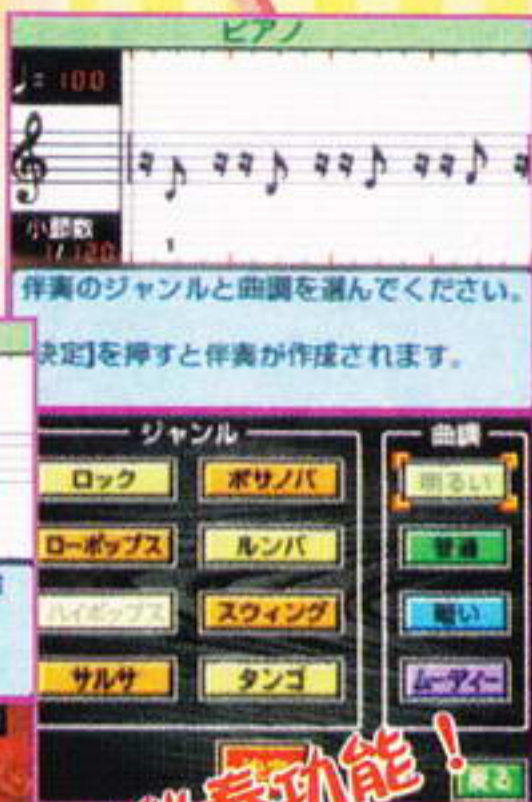 ピアノ
♩= 100
小節数
1/120
1
伴奏のジャンルと曲調を選んでください。
決定]を押すと伴奏が作成されます。
ジャンル
曲調
ロック
ボサノバ
明るい
ローポップス
ルンバ
普通
ハイポップス
スウィング
暗い
サルサ
タンゴ
ムーディー
奏功能！
戻る